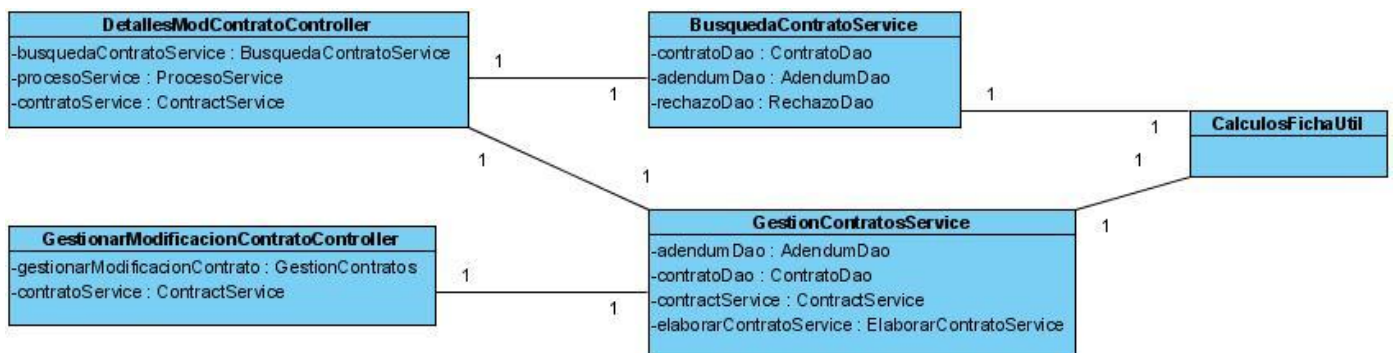 DetallesModContratoController
-busquedaContratoService : BusquedaContratoService
-procesoService : ProcesoService
-contratoService : ContractService
BusquedaContratoService
-contratoDao : ContratoDao
-adendumDao : AdendumDao
-rechazoDao : RechazoDao
CalculosFichaUtil
GestionarModificacionContratoController
-gestionarModificacionContrato : GestionContratos
-contratoService : ContractService
GestionContratosService
-adendumDao : AdendumDao
-contratoDao : ContratoDao
-contractService : ContractService
-elaborarContratoService : ElaborarContratoService
1
1
1
1
1
1
1
1
1
1